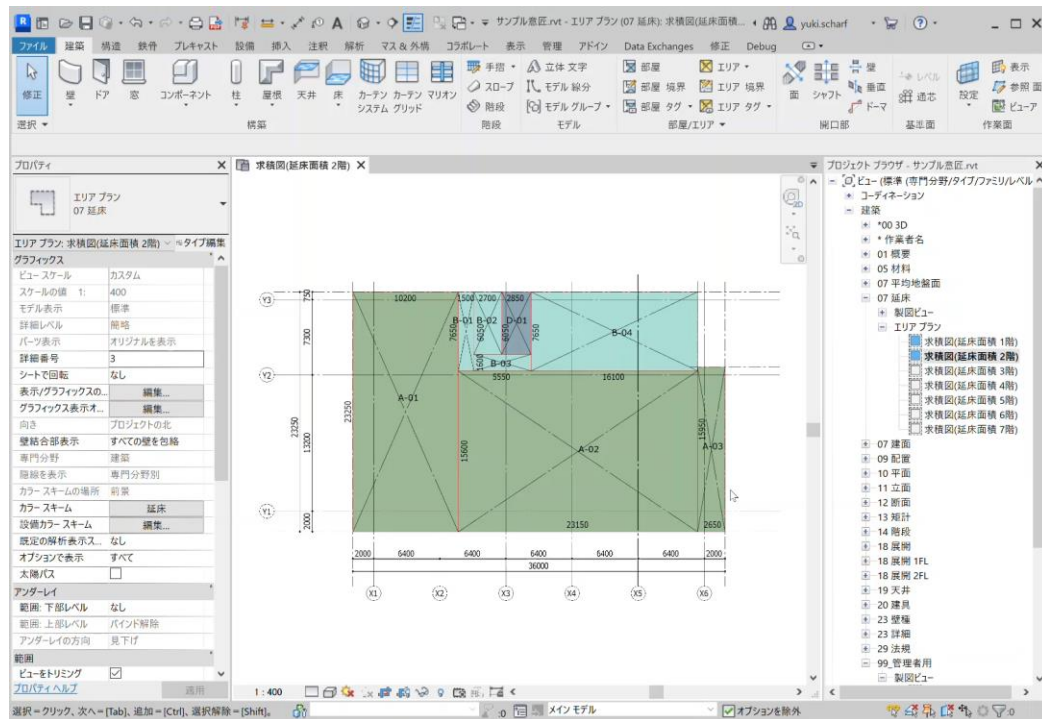 サンプル意匠.rvt - エリア プラン (07 延床): 求積図(延床面積...
yuki.scharf
ファイル 建築 構造 鉄骨 プレキャスト 設備 挿入 注釈 解析 マス & 外構 コラボレート 表示 管理 アドイン Data Exchanges 修正 Debug
修正 壁 ドア 窓 コンポーネント 柱 屋根 天井 床 カーテン システム カーテン グリッド マリオン
手摺 スロープ 階段
立体 文字 モデル 線分 モデル グループ
部屋 部屋 境界 部屋 タグ
エリア エリア 境界 エリア タグ
面 シャフト 壁 垂直 ドーマ
レベル 通芯
設定 表示 参照 面 ビューア
選択 構築 階段 モデル 部屋/エリア 開口部 基準面 作業面
プロパティ
エリア プラン
07 延床
エリア プラン: 求積図(延床面積 2階) タイプ編集
グラフィックス
ビュー スケール カスタム
スケールの値 1: 400
モデル表示 標準
詳細レベル 簡略
パーツ表示 オリジナルを表示
詳細番号 3
シートで回転 なし
表示/グラフィックスの... 編集...
グラフィックス表示オ... 編集...
向き プロジェクトの北
壁結合部表示 すべての壁を包絡
専門分野 建築
隠線を表示 専門分野別
カラー スキームの場所 前景
カラー スキーム 延床
設備カラー スキーム 編集...
既定の解析表示ス... なし
オプションで表示 すべて
太陽パス
アンダーレイ
範囲: 下部レベル なし
範囲: 上部レベル バインド解除
アンダーレイの方向 見下げ
範囲
ビューをトリミング
プロパティ ヘルプ 適用
求積図(延床面積 2階)
10200 1500 2700 2850
Y3 750
B-01 B-02 D-01 B-04
7300 7650 6050 6050 7650
1600 B-03
Y2 5550 16100
A-01 A-02 A-03
23250 13200 23250 15600 15950
Y1 2000
23150 2650
2000 6400 6400 6400 6400 6400 2000
36000
X1 X2 X3 X4 X5 X6
1 : 400
プロジェクト ブラウザ - サンプル意匠.rvt
ビュー (標準 (専門分野/タイプ/ファミリ/レベル
コーディネーション
建築
*00 3D
* 作業者名
01 概要
05 材料
07 平均地盤面
07 延床
製図ビュー
エリア プラン
求積図(延床面積 1階)
求積図(延床面積 2階)
求積図(延床面積 3階)
求積図(延床面積 4階)
求積図(延床面積 5階)
求積図(延床面積 6階)
求積図(延床面積 7階)
07 建面
09 配置
10 平面
11 立面
12 断面
13 矩計
14 階段
18 展開
18 展開 1FL
18 展開 2FL
19 天井
20 建具
23 壁種
23 詳細
29 法規
99_管理者用
製図ビュー
選択 = クリック、次へ = [Tab]、追加 = [Ctrl]、選択解除 = [Shift]。
:0
メイン モデル
オプションを除外
:0